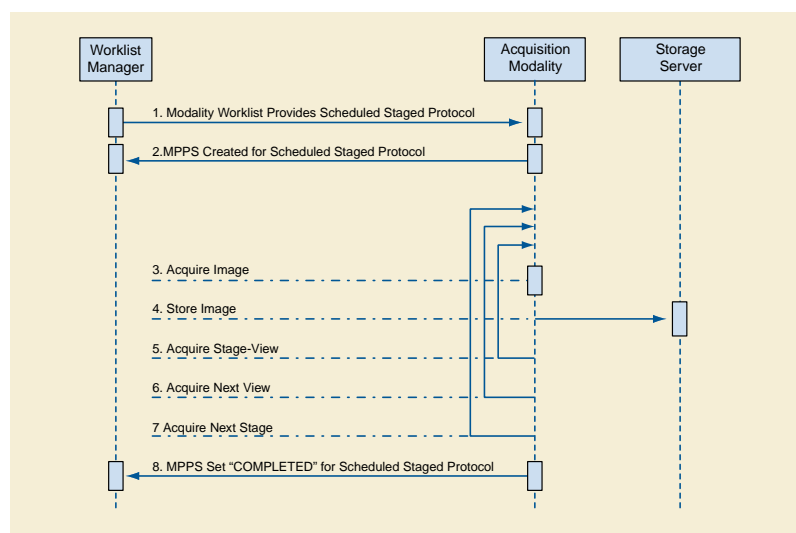 Worklist
Manager
Acquisition
Modality
Storage
Server
1. Modality Worklist Provides Scheduled Staged Protocol
2.MPPS Created for Scheduled Staged Protocol
3. Acquire Image
4. Store Image
5. Acquire Stage-View
6. Acquire Next View
7 Acquire Next Stage
8. MPPS Set “COMPLETED” for Scheduled Staged Protocol